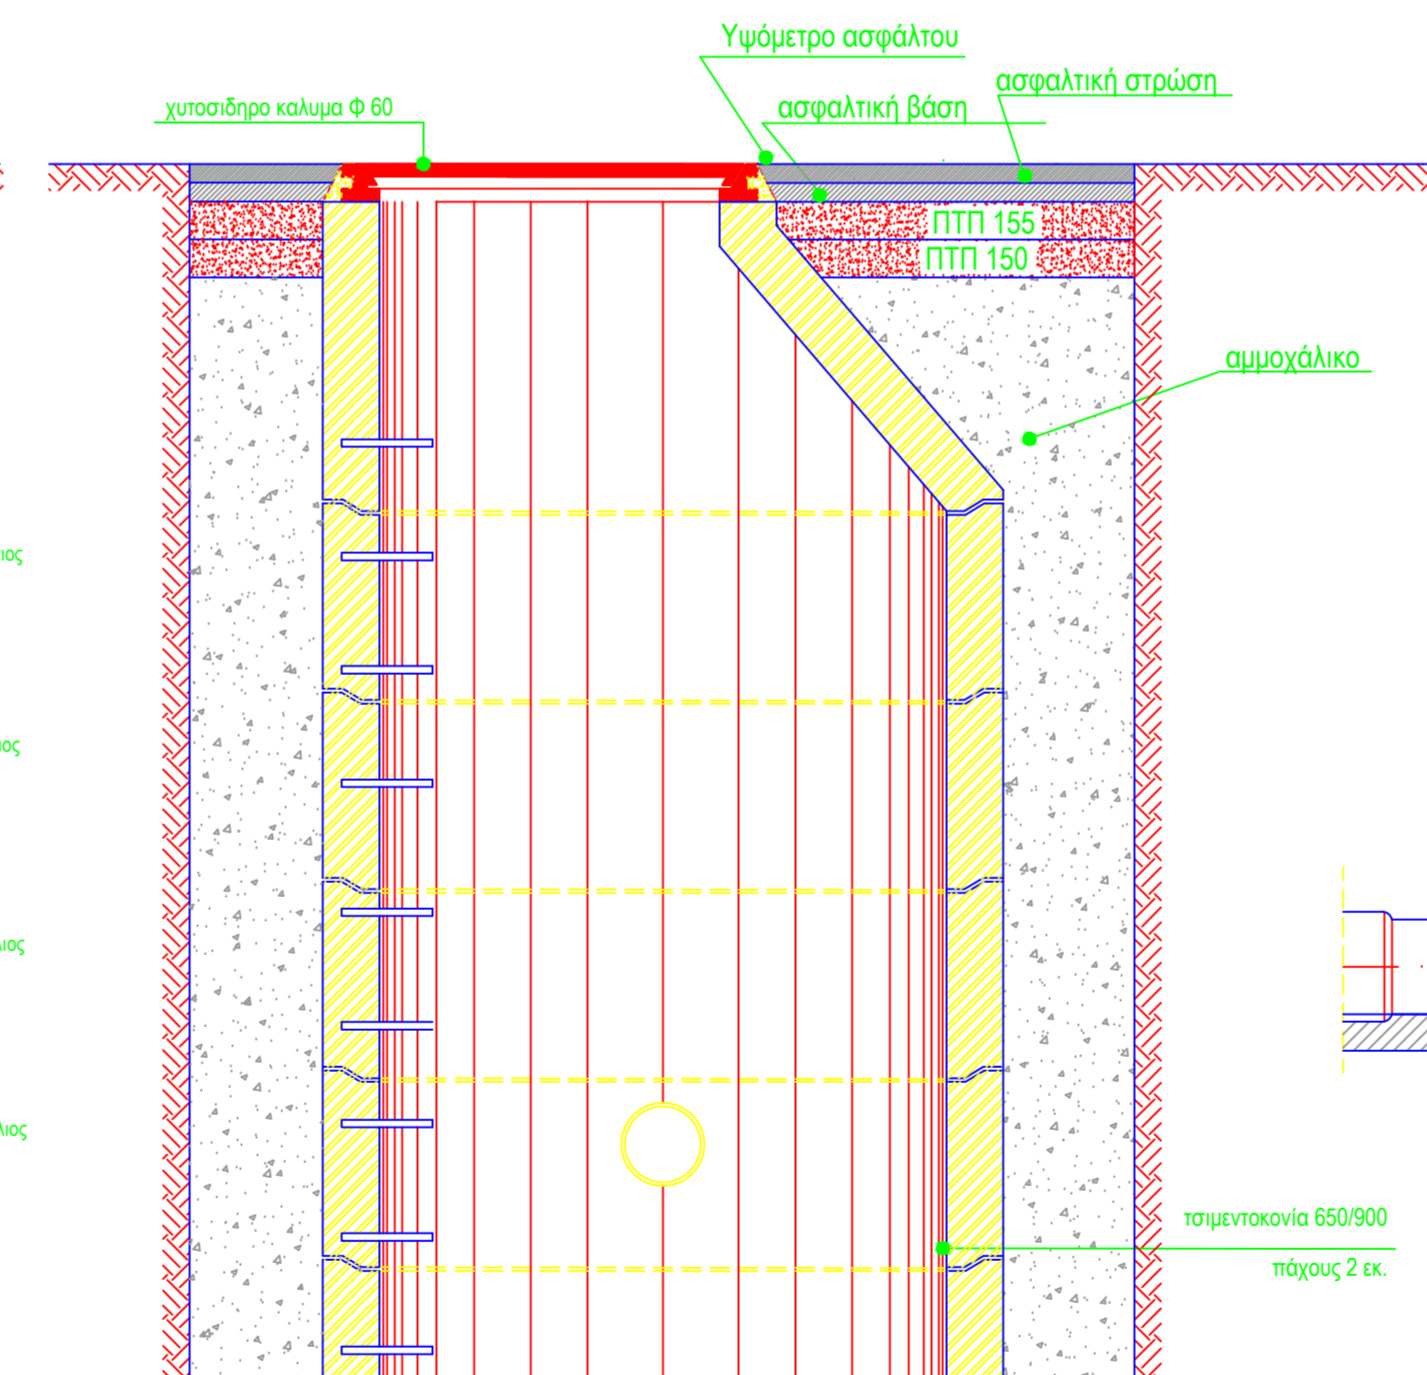 Υψόμετρο ασφάλτου
ασφαλτική στρώση
χυτοσιδηρο καλυμα Φ 60
ασφαλτική βάση
ΠΤΠ 155
ΠΤΠ 150
αμμοχάλικο
τσιμεντοκονία 650/900
πάχους 2 εκ.